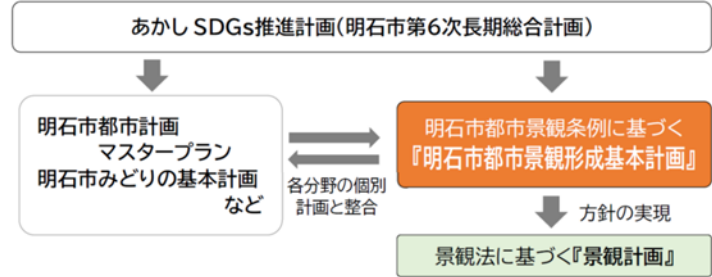 あかし SDGs推進計画(明石市第6次長期総合計画)
明石市都市計画
マスタープラン
明石市みどりの基本計画
など
各分野の個別
計画と整合
明石市都市景観条例に基づく
『明石市都市景観形成基本計画』
方針の実現
景観法に基づく『景観計画』